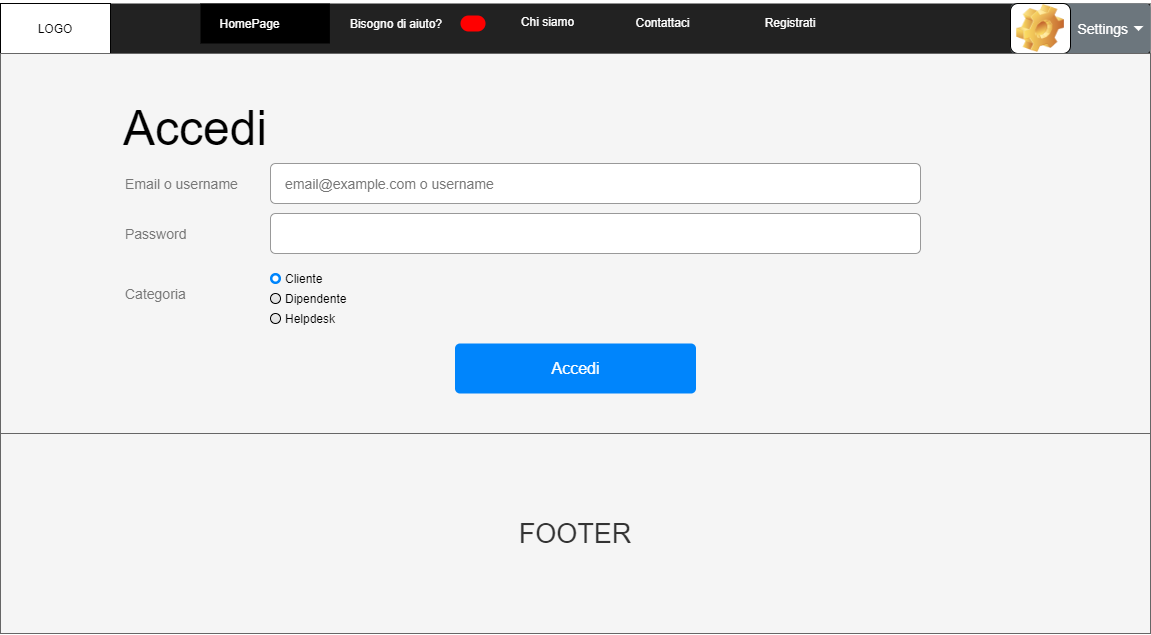 LOGO
HomePage
Bisogno di aiuto?
Chi siamo
Contattaci
Registrati
Settings
Accedi
Email o username
email@example.com o username
Password
Categoria
Cliente
Dipendente
Helpdesk
Accedi
FOOTER